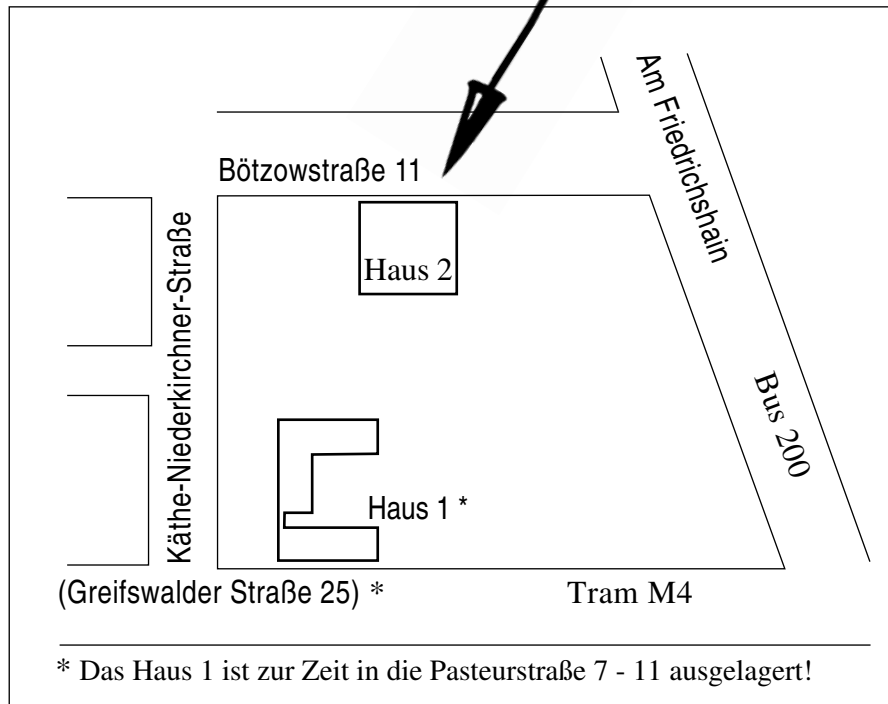 Am Friedrichshain
Bötzowstraße 11
Haus 2
Käthe-Niederkirchner-Straße
Bus 200
Haus 1 *
(Greifswalder Straße 25) *
Tram M4
* Das Haus 1 ist zur Zeit in die Pasteurstraße 7 - 11 ausgelagert!